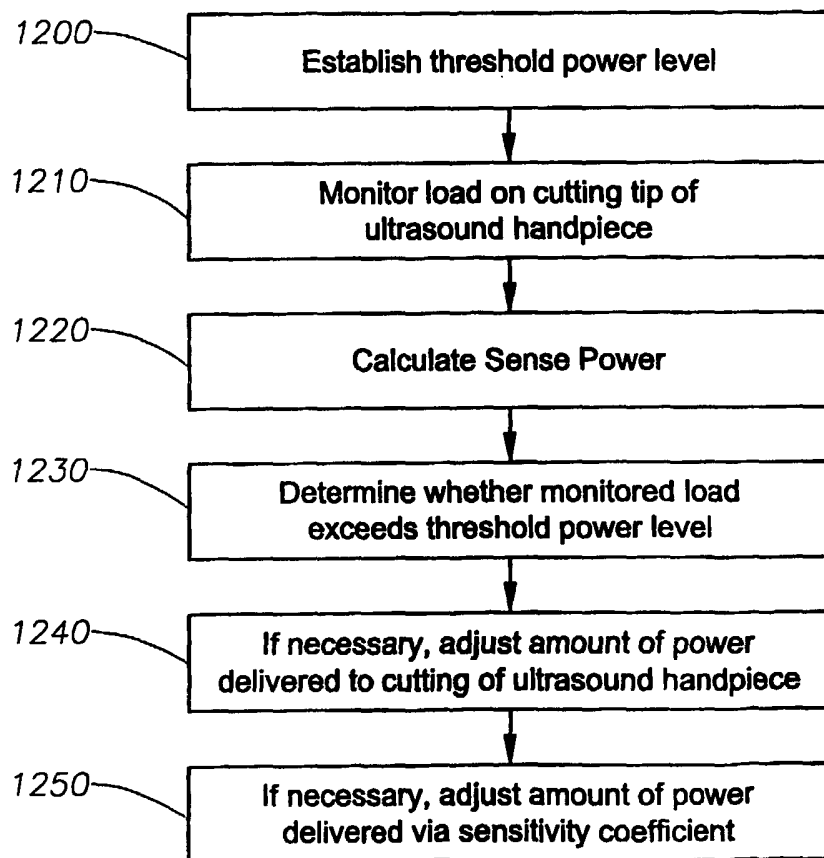 1200
Establish threshold power level
1210
Monitor load on cutting tip of
ultrasound handpiece
1220
Calculate Sense Power
1230
Determine whether monitored load
exceeds threshold power level
1240
If necessary, adjust amount of power
delivered to cutting of ultrasound handpiece
1250
If necessary, adjust amount of power
delivered via sensitivity coefficient